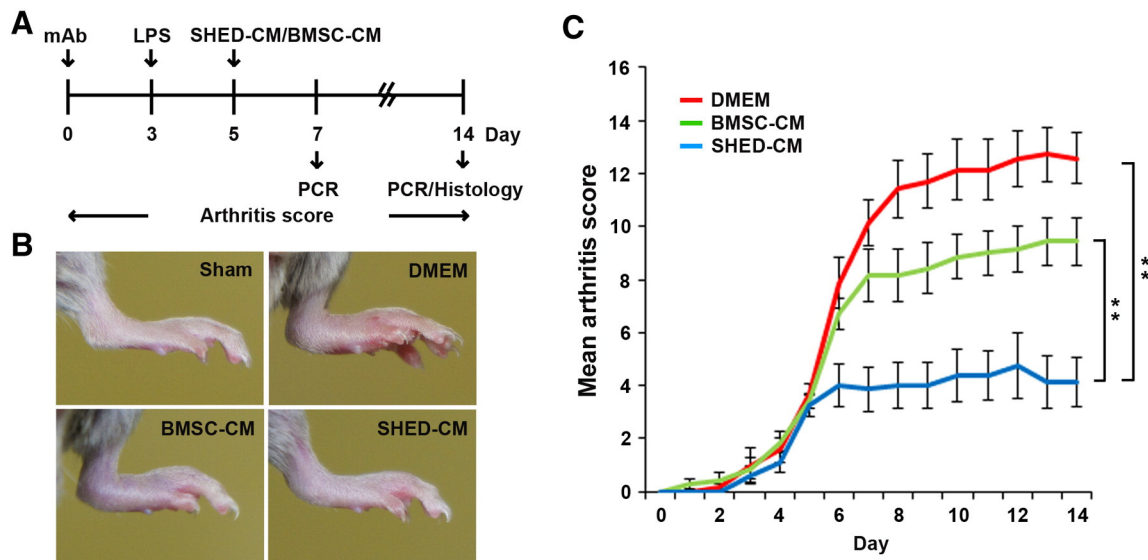 A
mAb LPS SHED-CM/BMSC-CM
0 3 5 7 14 Day
PCR PCR/Histology
Arthritis score
B
Sham DMEM
BMSC-CM SHED-CM
C
16
14
12
10
8
6
4
2
0
Mean arthritis score
DMEM
BMSC-CM
SHED-CM
**
**
0 2 4 6 8 10 12 14
Day